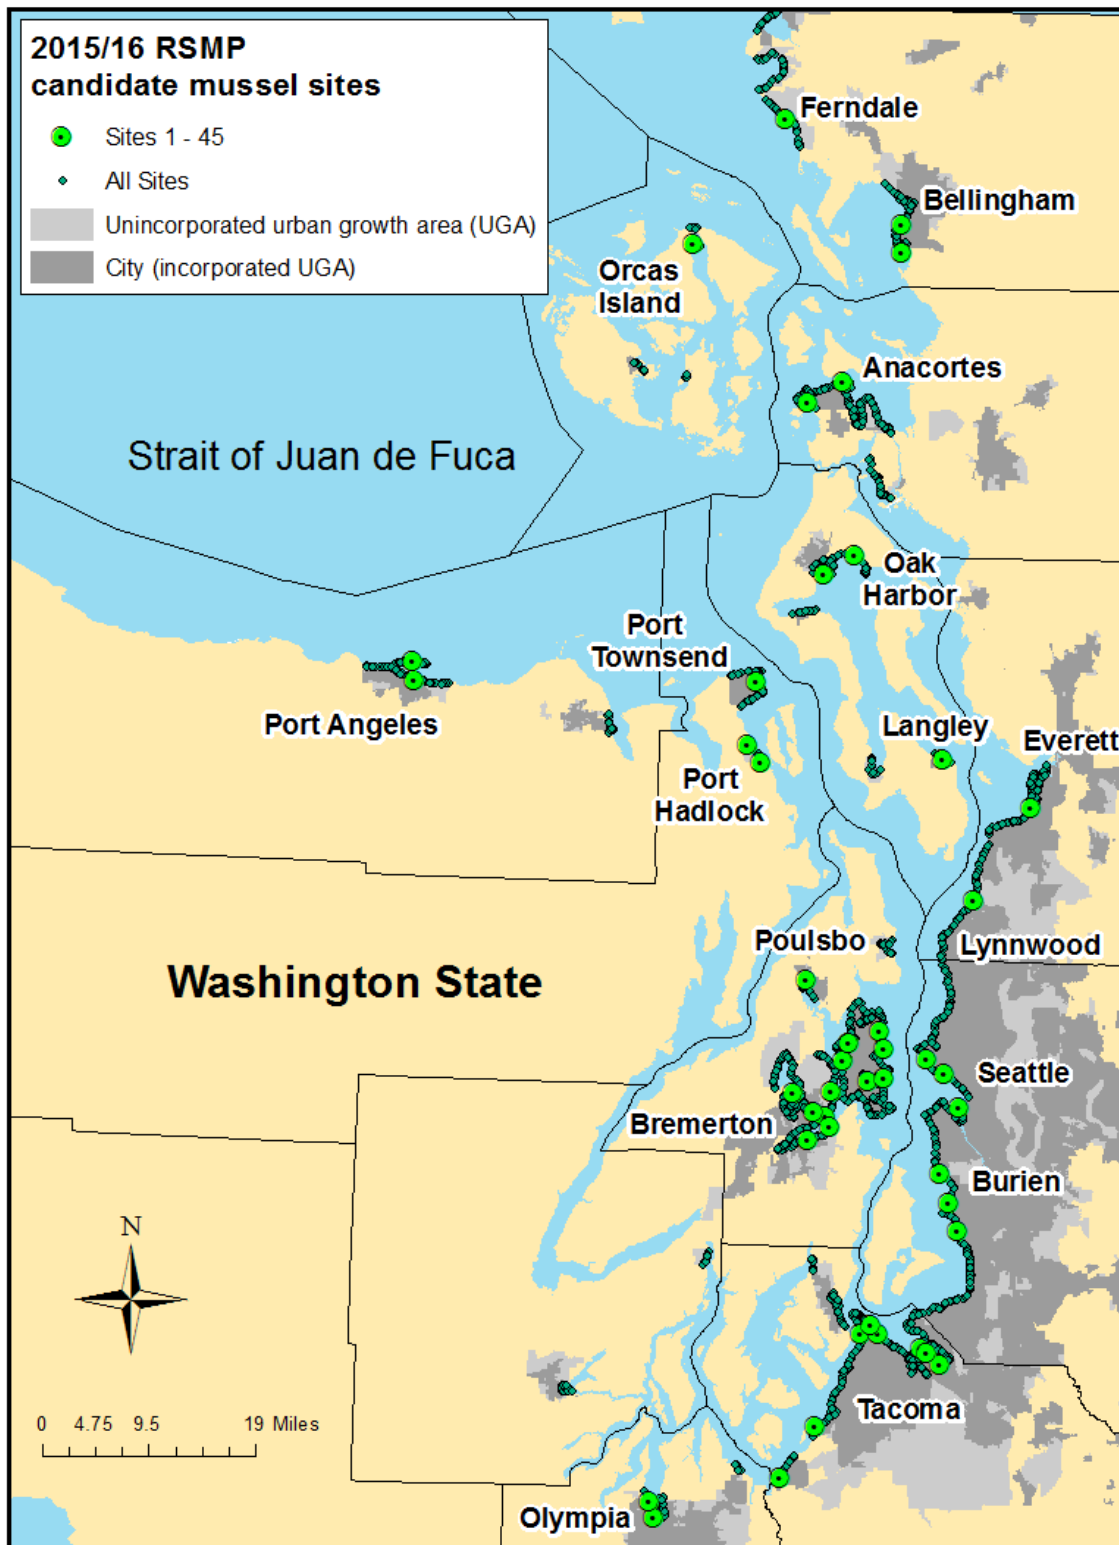 2015/16 RSMP
candidate mussel sites
Sites 1 - 45
All Sites
Unincorporated urban growth area (UGA)
City (incorporated UGA)
Ferndale
Bellingham
Orcas
Island
Anacortes
Strait of Juan de Fuca
Oak
Harbor
Port
Townsend
Port Angeles
Langley
Everett
Port
Hadlock
Poulsbo
Lynnwood
Washington State
Seattle
Bremerton
Burien
N
Tacoma
0 4.75 9.5 19 Miles
Olympia